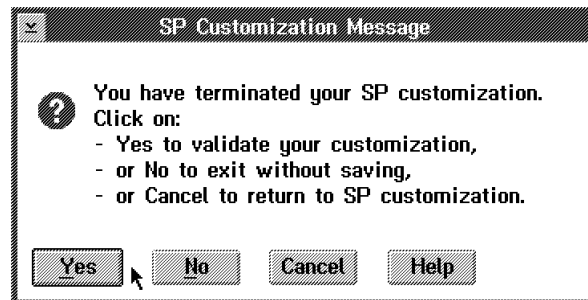 SP Customization Message
You have terminated your SP customization.
Click on:
- Yes to validate your customization,
- or No to exit without saving,
- or Cancel to return to SP customization.
Yes No Cancel Help